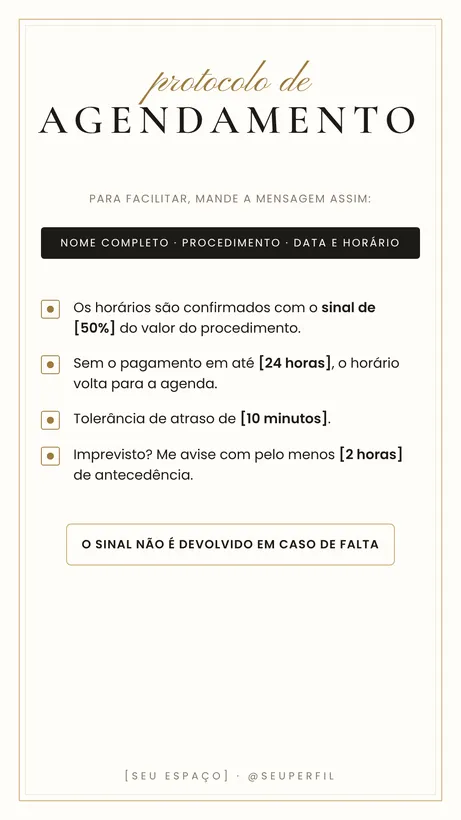 protocolo de
AGENDAMENTO
PARA FACILITAR, MANDE A MENSAGEM ASSIM:
NOME COMPLETO · PROCEDIMENTO · DATA E HORÁRIO
Os horários são confirmados com o sinal de
[50%] do valor do procedimento.
Sem o pagamento em até [24 horas], o horário
volta para a agenda.
Tolerância de atraso de [10 minutos].
Imprevisto? Me avise com pelo menos [2 horas]
de antecedência.
O SINAL NÃO É DEVOLVIDO EM CASO DE FALTA
[SEU ESPAÇO] · @SEUPERFIL